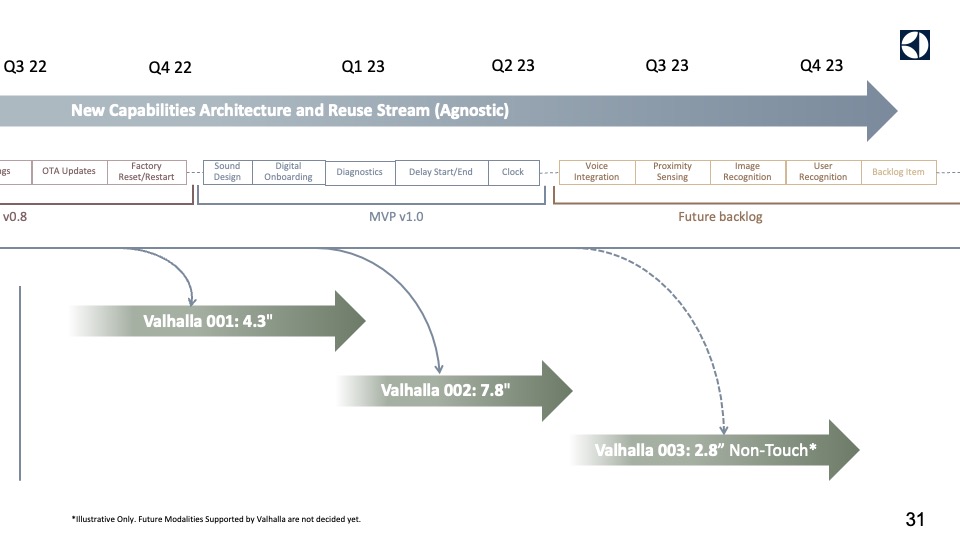 Q3 22
Q4 22
Q1 23
Q2 23
Q3 23
Q4 23
New Capabilities Architecture and Reuse Stream (Agnostic)
OTA Updates
Factory
Reset/Restart
Sound
Design
Digital
Onboarding
Diagnostics
Delay Start/End
Clock
Voice
Integration
Proximity
Sensing
Image
Recognition
User
Recognition
Backlog Item
v0.8
MVP v1.0
Future backlog
Valhalla 001: 4.3"
Valhalla 002: 7.8"
Valhalla 003: 2.8” Non-Touch*
*Illustrative Only. Future Modalities Supported by Valhalla are not decided yet.
31